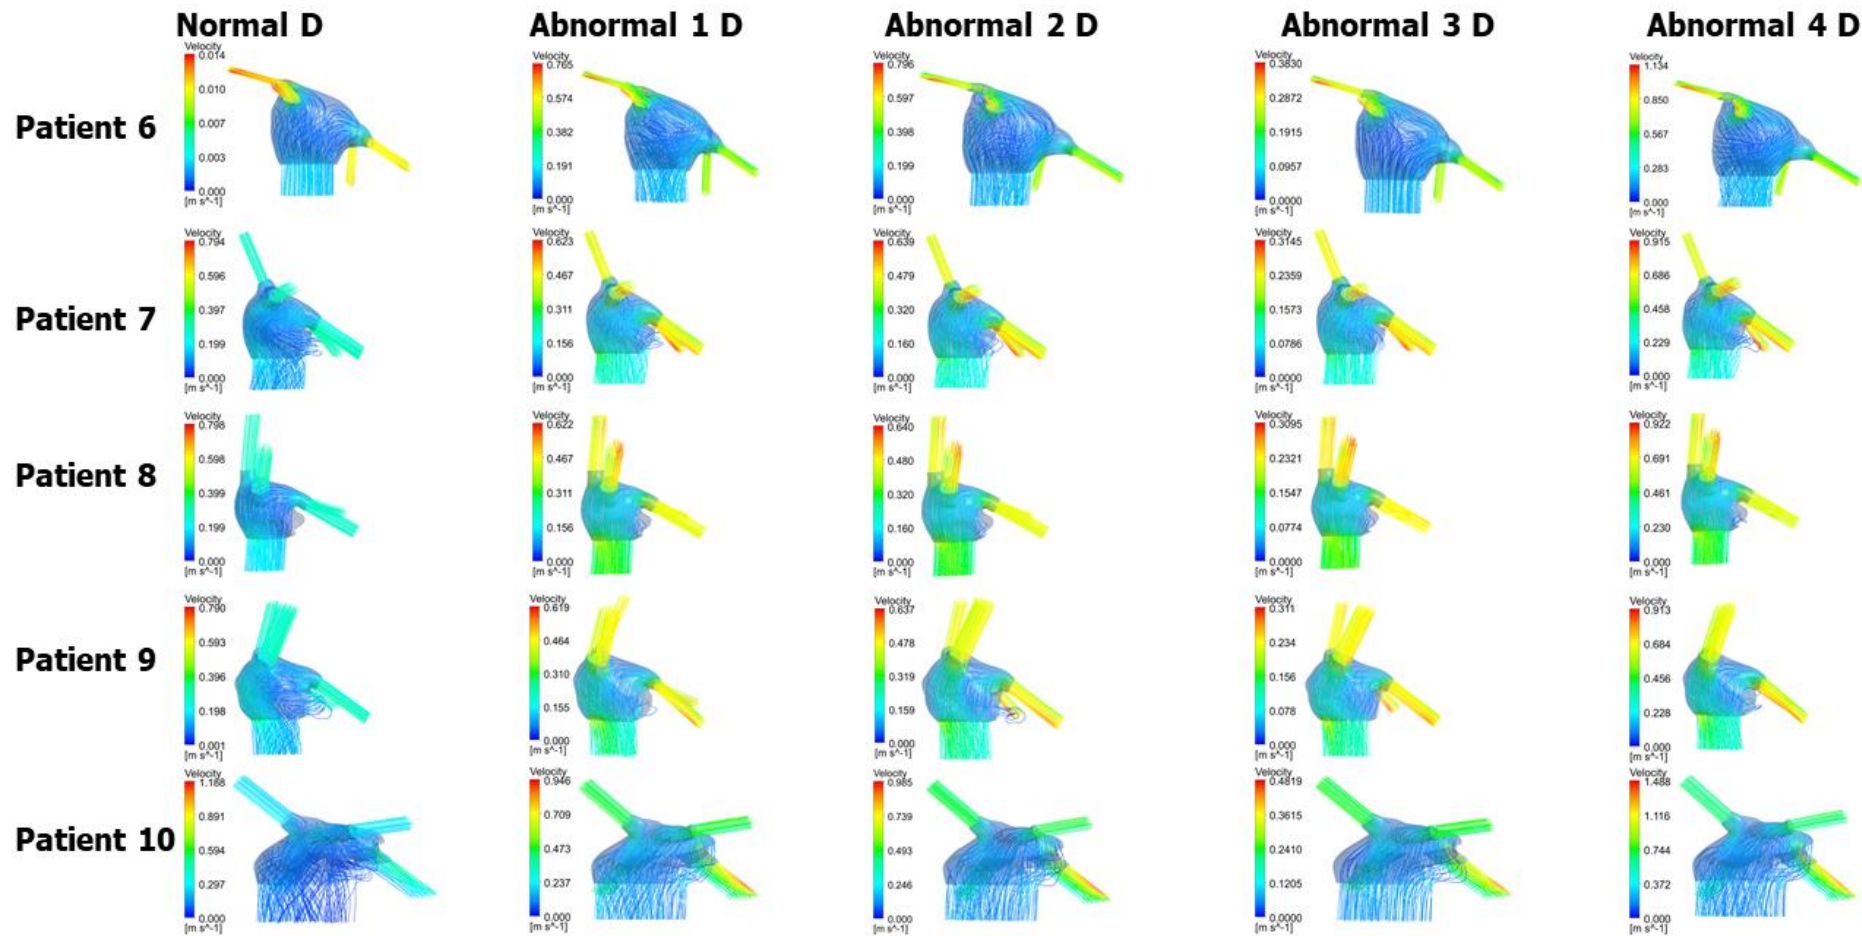 Normal D
Abnormal 1 D
Abnormal 2 D
Abnormal 3 D
Abnormal 4 D
Patient 6
Velocity
0.014
0.010
0.007
0.003
0.000
[m s^-1]
Velocity
0.765
0.574
0.382
0.191
0.000
[m s^-1]
Velocity
0.796
0.597
0.398
0.199
0.000
[m s^-1]
Velocity
0.3830
0.2872
0.1915
0.0957
0.0000
[m s^-1]
Velocity
1.134
0.850
0.567
0.283
0.000
[m s^-1]
Patient 7
Velocity
0.794
0.596
0.397
0.199
0.000
[m s^-1]
Velocity
0.623
0.467
0.311
0.156
0.000
[m s^-1]
Velocity
0.639
0.479
0.320
0.160
0.000
[m s^-1]
Velocity
0.3145
0.2359
0.1573
0.0786
0.0000
[m s^-1]
Velocity
0.915
0.686
0.458
0.229
0.000
[m s^-1]
Patient 8
Velocity
0.798
0.598
0.399
0.199
0.000
[m s^-1]
Velocity
0.622
0.467
0.311
0.156
0.000
[m s^-1]
Velocity
0.640
0.480
0.320
0.160
0.000
[m s^-1]
Velocity
0.3095
0.2321
0.1547
0.0774
0.0000
[m s^-1]
Velocity
0.922
0.691
0.461
0.230
0.000
[m s^-1]
Patient 9
Velocity
0.790
0.593
0.396
0.198
0.001
[m s^-1]
Velocity
0.619
0.464
0.310
0.155
0.000
[m s^-1]
Velocity
0.637
0.478
0.319
0.159
0.000
[m s^-1]
Velocity
0.311
0.234
0.156
0.078
0.000
[m s^-1]
Velocity
0.913
0.684
0.456
0.228
0.000
[m s^-1]
Patient 10
Velocity
1.188
0.891
0.594
0.297
0.000
[m s^-1]
Velocity
0.946
0.709
0.473
0.237
0.000
[m s^-1]
Velocity
0.985
0.739
0.493
0.246
0.000
[m s^-1]
Velocity
0.4819
0.3615
0.2410
0.1205
0.0000
[m s^-1]
Velocity
1.488
1.116
0.744
0.372
0.000
[m s^-1]